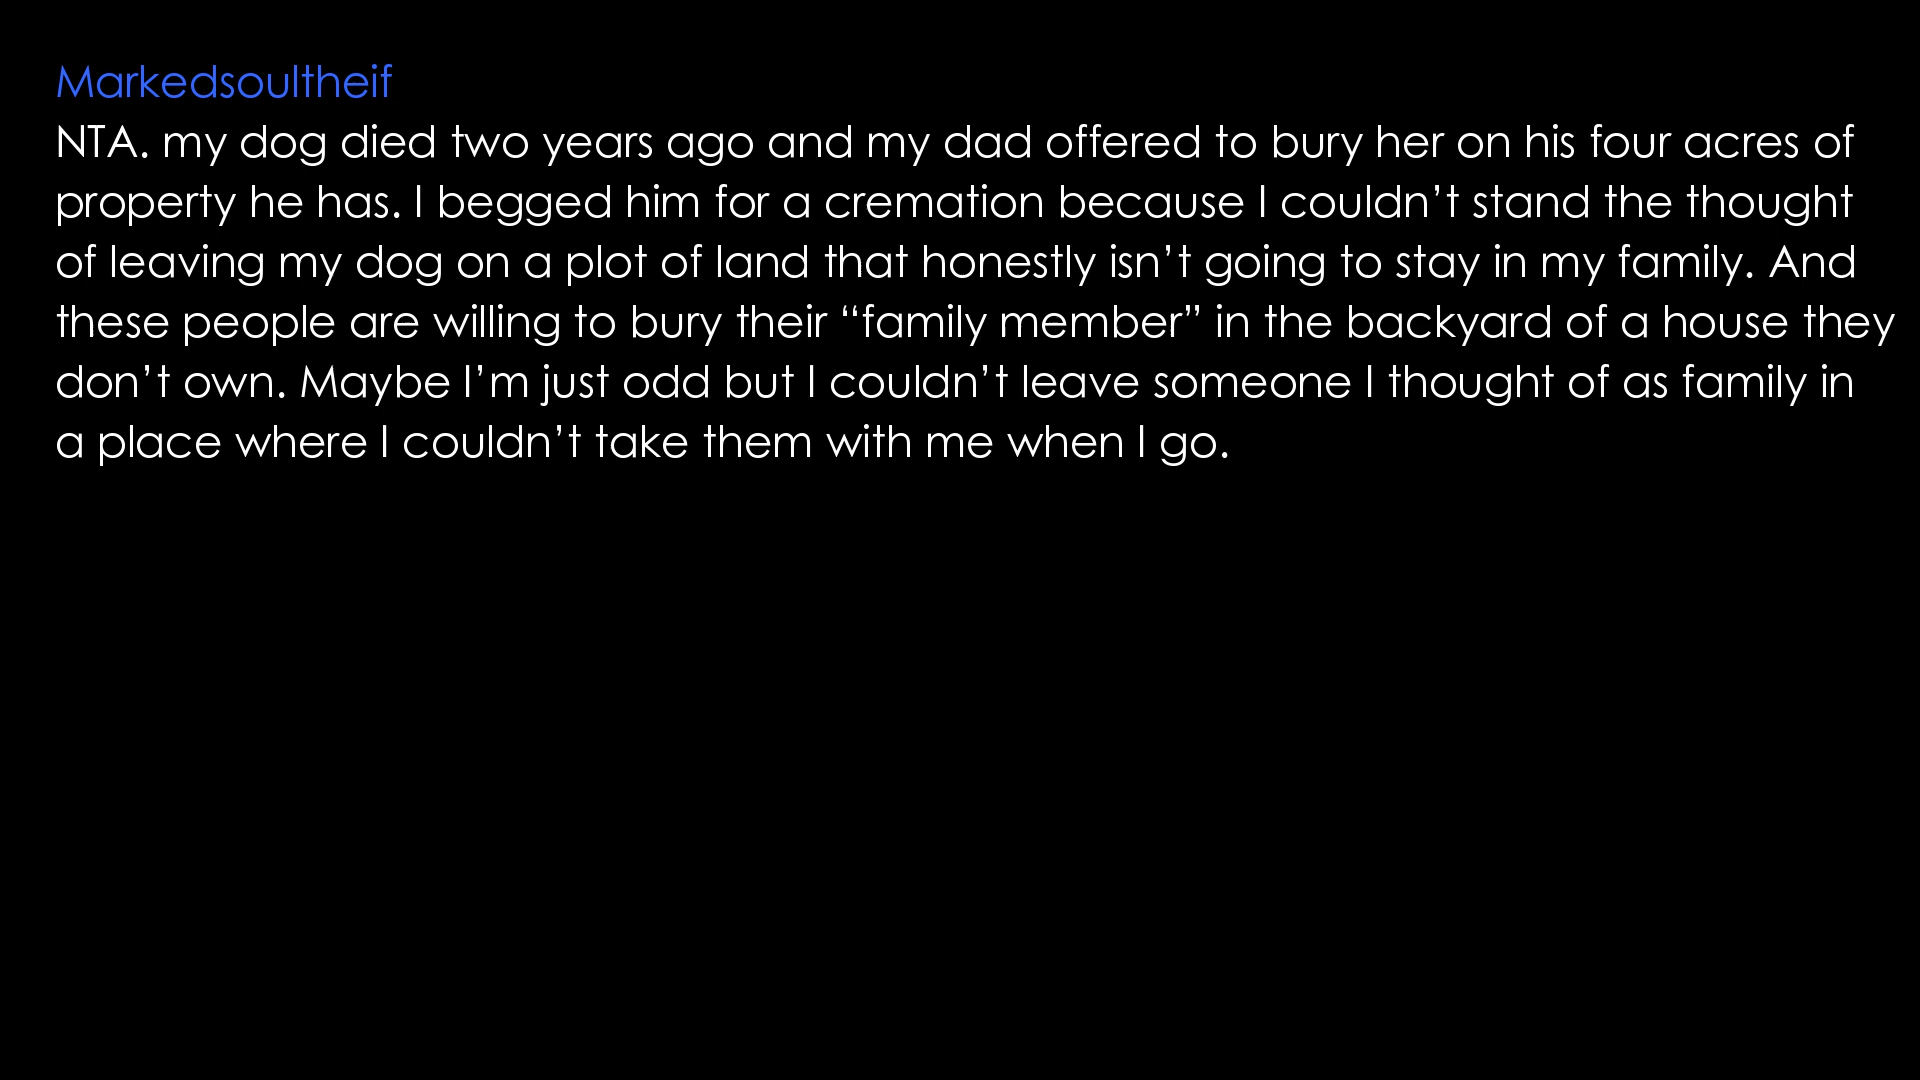 Markedsoultheif
NTA. my dog died two years ago and my dad offered to bury her on his four acres of
property he has. I begged him for a cremation because I couldn’t stand the thought
of leaving my dog on a plot of land that honestly isn’t going to stay in my family. And
these people are willing to bury their “family member” in the backyard of a house they
don’t own. Maybe I’m just odd but I couldn’t leave someone I thought of as family in
a place where I couldn’t take them with me when I go.